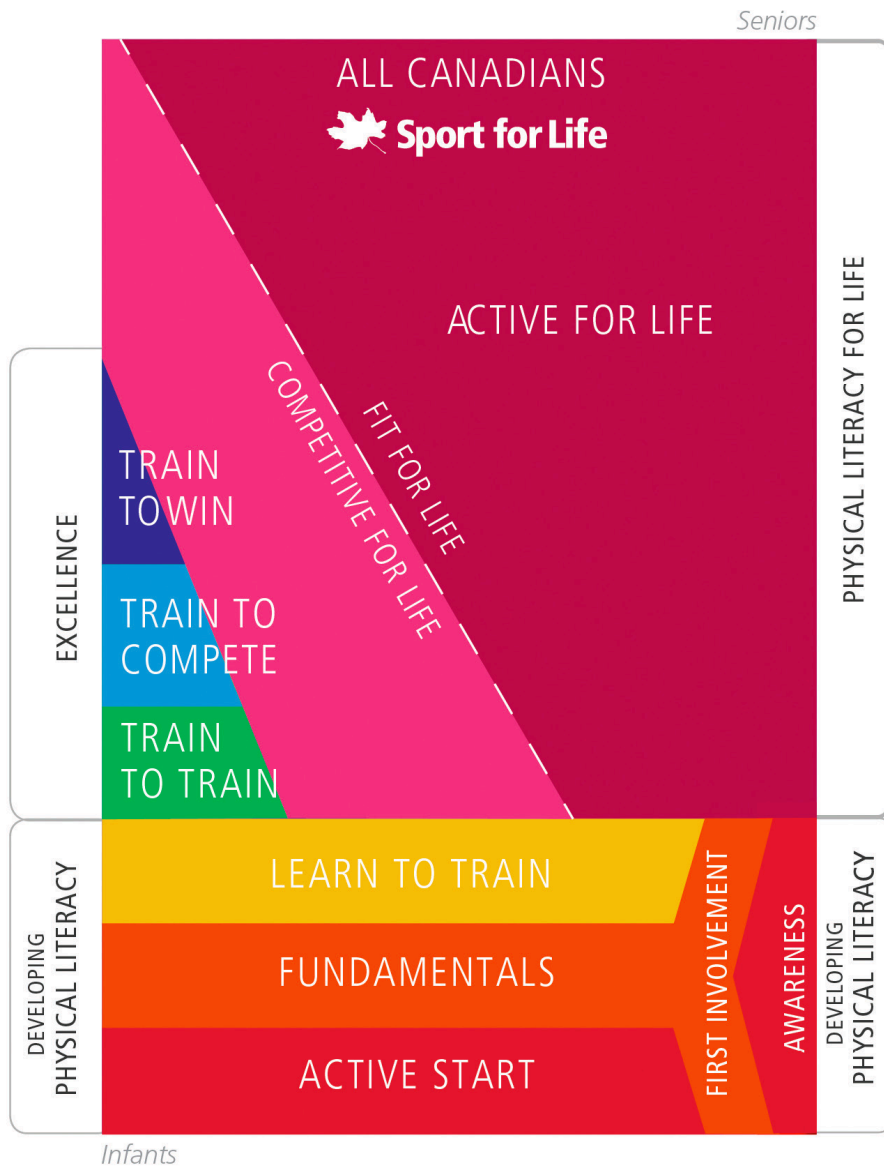 Seniors
ALL CANADIANS
Sport for Life
ACTIVE FOR LIFE
FIT FOR LIFE
COMPETITIVE FOR LIFE
PHYSICAL LITERACY FOR LIFE
EXCELLENCE
TRAIN
TO WIN
TRAIN TO
COMPETE
TRAIN
TO TRAIN
DEVELOPING
PHYSICAL LITERACY
LEARN TO TRAIN
FUNDAMENTALS
ACTIVE START
FIRST INVOLVEMENT
AWARENESS
DEVELOPING
PHYSICAL LITERACY
Infants